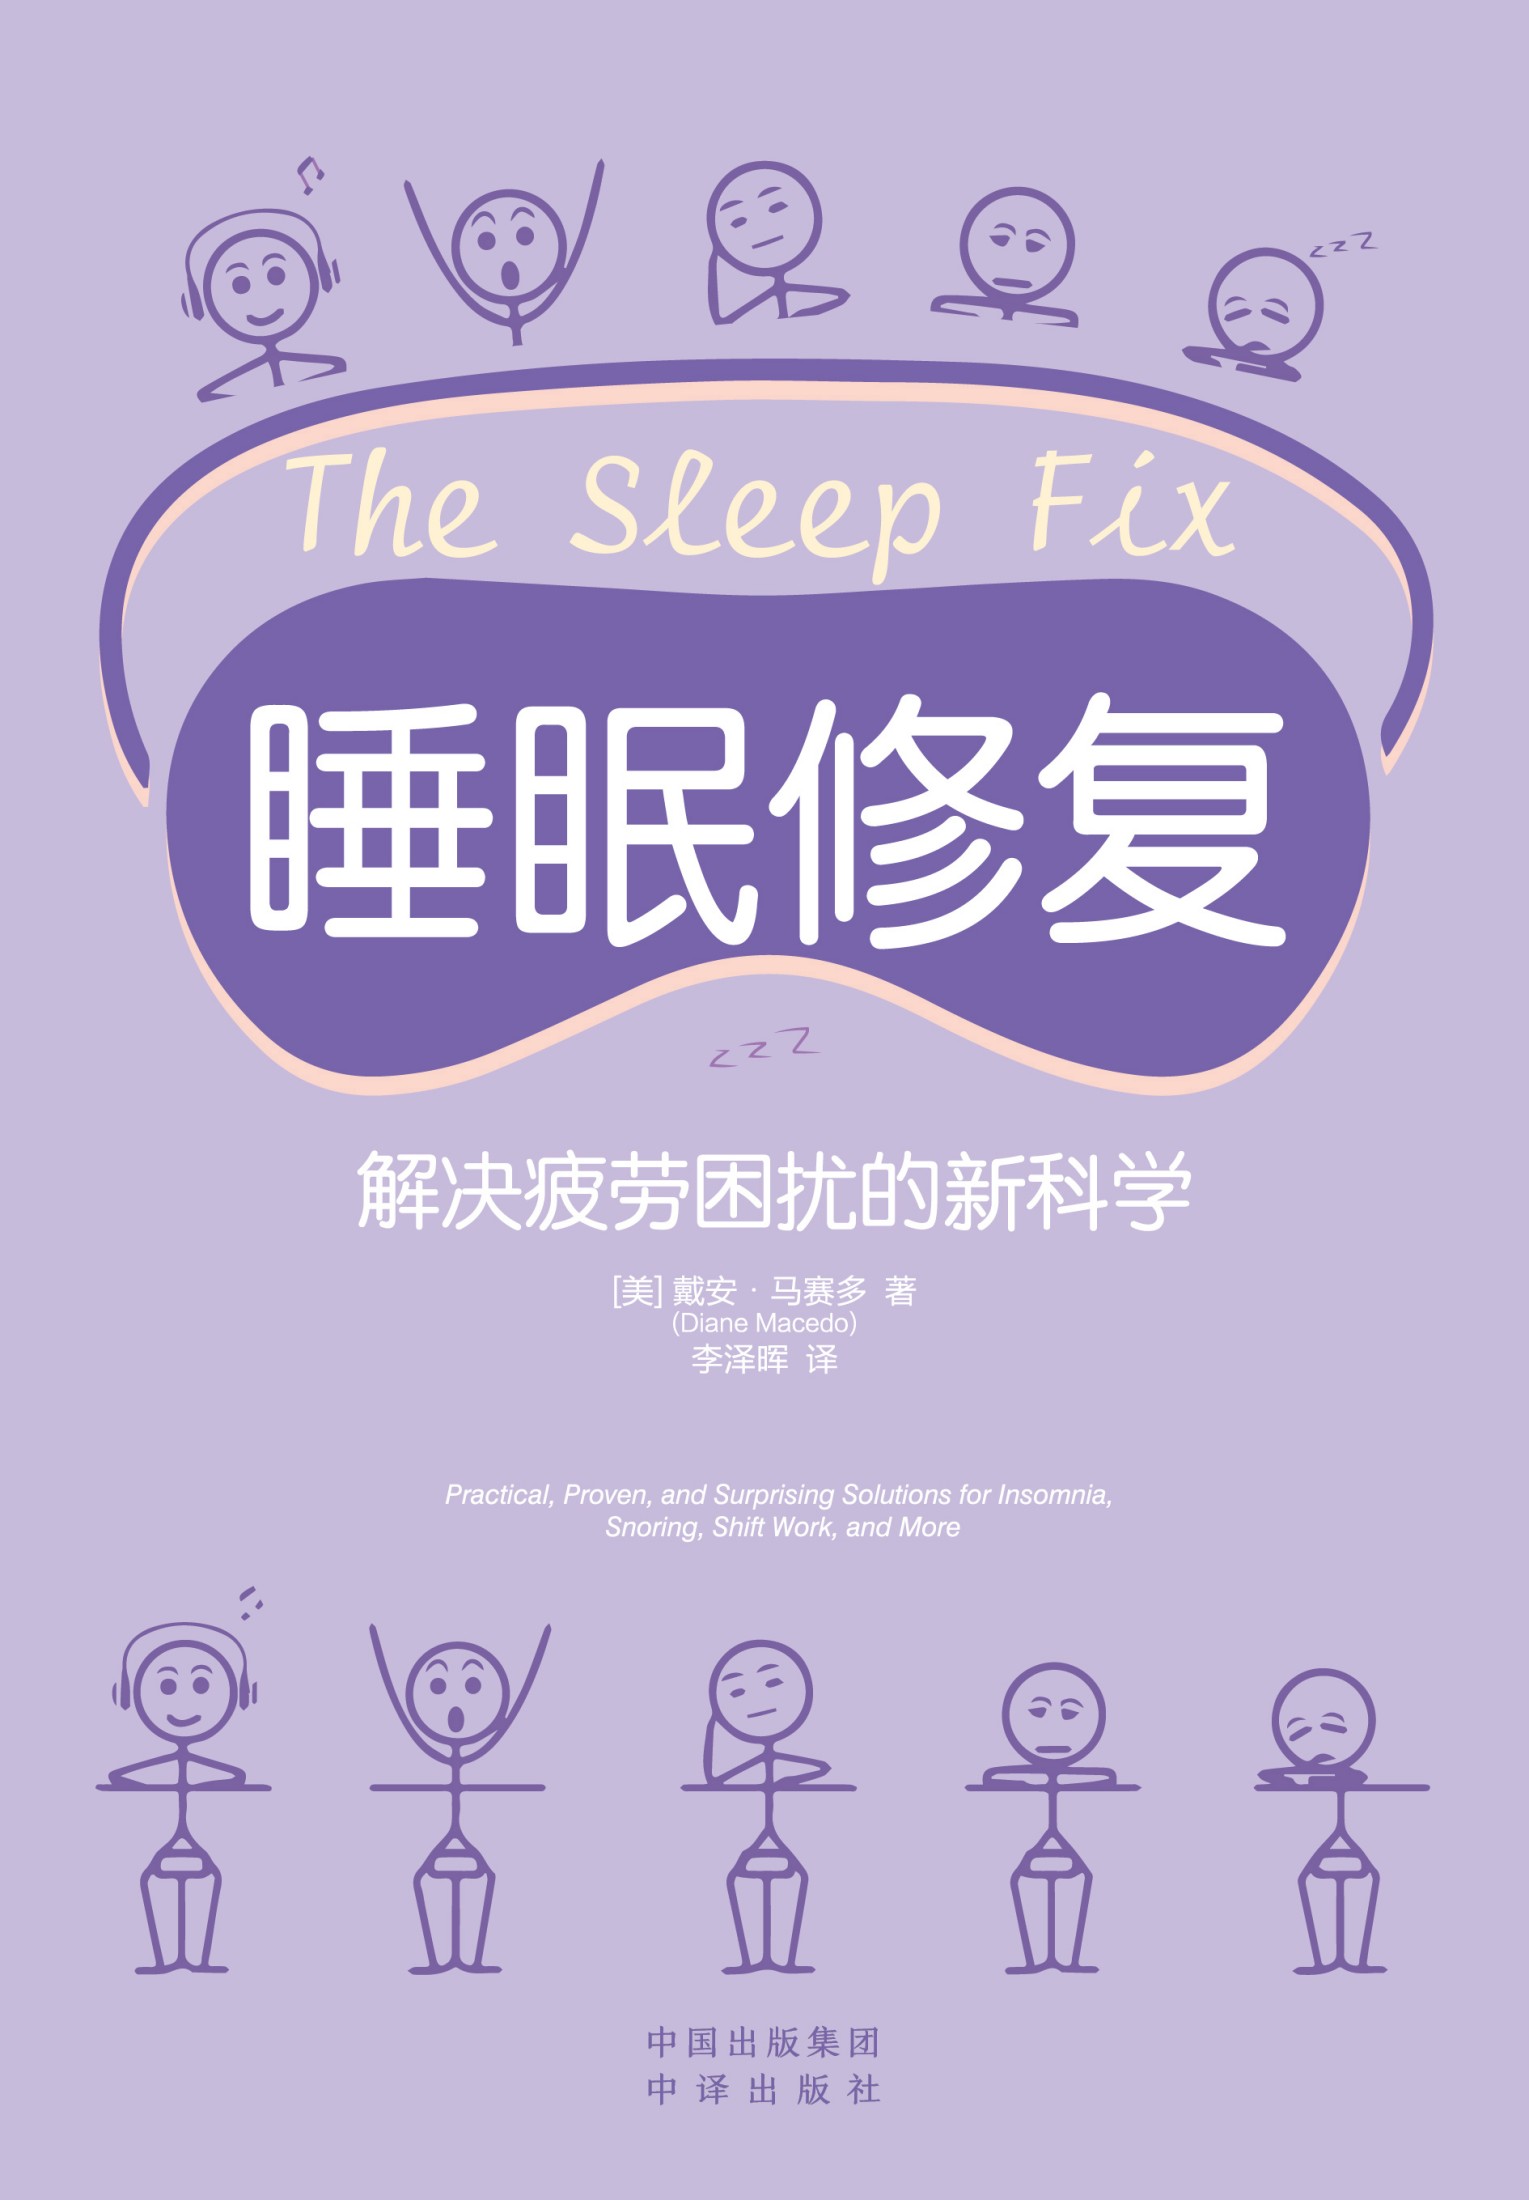 zzz
The Sleep Fix
睡眠修复
zzz
解决疲劳困扰的新科学
[美] 戴安·马赛多 著
(Diane Macedo)
李泽晖 译
Practical, Proven, and Surprising Solutions for Insomnia,
Snoring, Shift Work, and More
中国出版集团
中译出版社